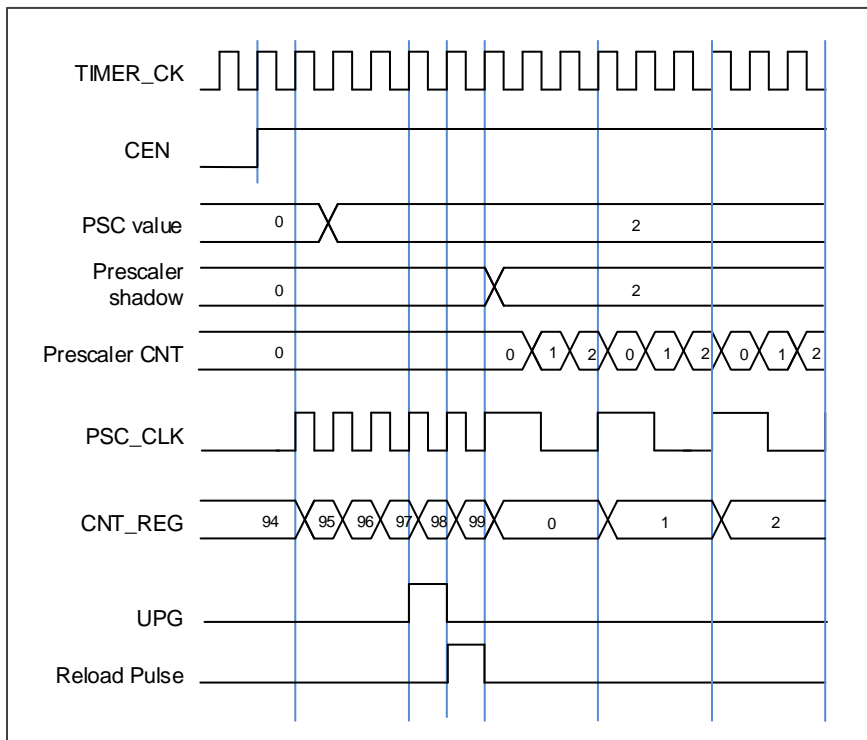 TIMER_CK
CEN
PSC value 0 2
Prescaler
shadow 0 2
Prescaler CNT 0 0 1 2 0 1 2 0 1 2
PSC_CLK
CNT_REG 94 95 96 97 98 99 0 1 2
UPG
Reload Pulse